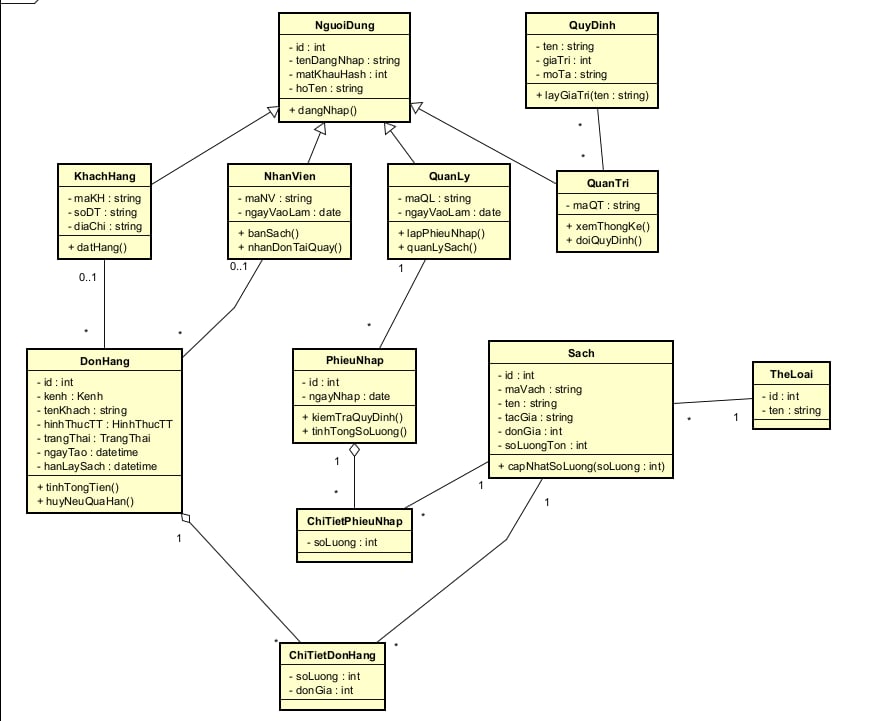 NguoiDung
- id : int
- tenDangNhap : string
- matKhauHash : int
- hoTen : string
+ dangNhap()
QuyDinh
- ten : string
- giaTri : int
- moTa : string
+ layGiaTri(ten : string)
*
*
KhachHang
- maKH : string
- soDT : string
- diaChi : string
+ datHang()
0..1
*
NhanVien
- maNV : string
- ngayVaoLam : date
+ banSach()
+ nhanDonTaiQuay()
0..1
*
QuanLy
- maQL : string
- ngayVaoLam : date
+ lapPhieuNhap()
+ quanLySach()
1
*
QuanTri
- maQT : string
+ xemThongKe()
+ doiQuyDinh()
DonHang
- id : int
- kenh : Kenh
- tenKhach : string
- hinhThucTT : HinhThucTT
- trangThai : TrangThai
- ngayTao : datetime
- hanLaySach : datetime
+ tinhTongTien()
+ huyNeuQuaHan()
1
*
PhieuNhap
- id : int
- ngayNhap : date
+ kiemTraQuyDinh()
+ tinhTongSoLuong()
1
*
Sach
- id : int
- maVach : string
- ten : string
- tacGia : string
- donGia : int
- soLuongTon : int
+ capNhatSoLuong(soLuong : int)
1
*
1
*
TheLoai
- id : int
- ten : string
*
1
ChiTietPhieuNhap
- soLuong : int
ChiTietDonHang
- soLuong : int
- donGia : int